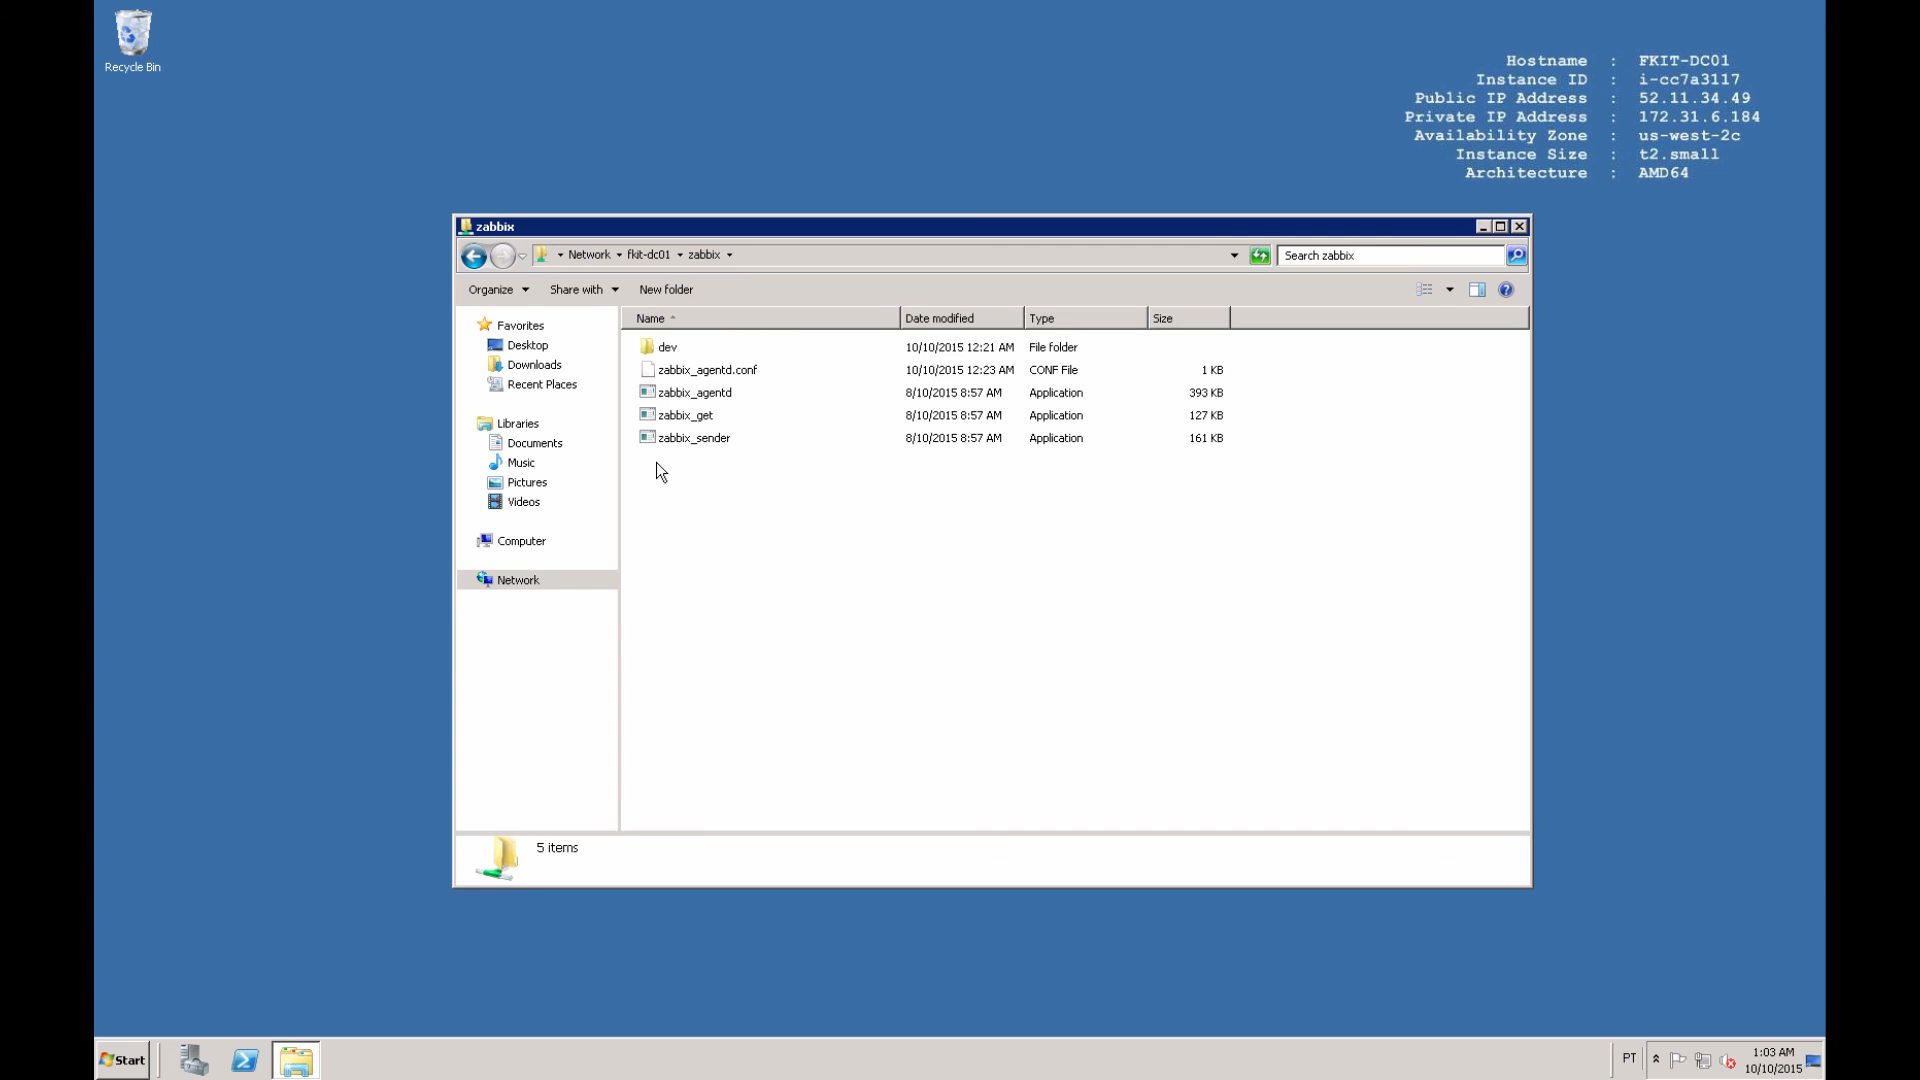 Recycle Bin
Hostname : FKIT-DC01
Instance ID : i-cc7a3117
Public IP Address : 52.11.34.49
Private IP Address : 172.31.6.184
Availability Zone : us-west-2c
Instance Size : t2.small
Architecture : AMD64
zabbix
Network fkit-dc01 zabbix
Search zabbix
Organize Share with New folder
Name Date modified Type Size
Favorites
Desktop
Downloads
Recent Places
Libraries
Documents
Music
Pictures
Videos
Computer
Network
dev 10/10/2015 12:21 AM File folder
zabbix_agentd.conf 10/10/2015 12:23 AM CONF File 1 KB
zabbix_agentd 8/10/2015 8:57 AM Application 393 KB
zabbix_get 8/10/2015 8:57 AM Application 127 KB
zabbix_sender 8/10/2015 8:57 AM Application 161 KB
5 items
Start
PT
1:03 AM
10/10/2015